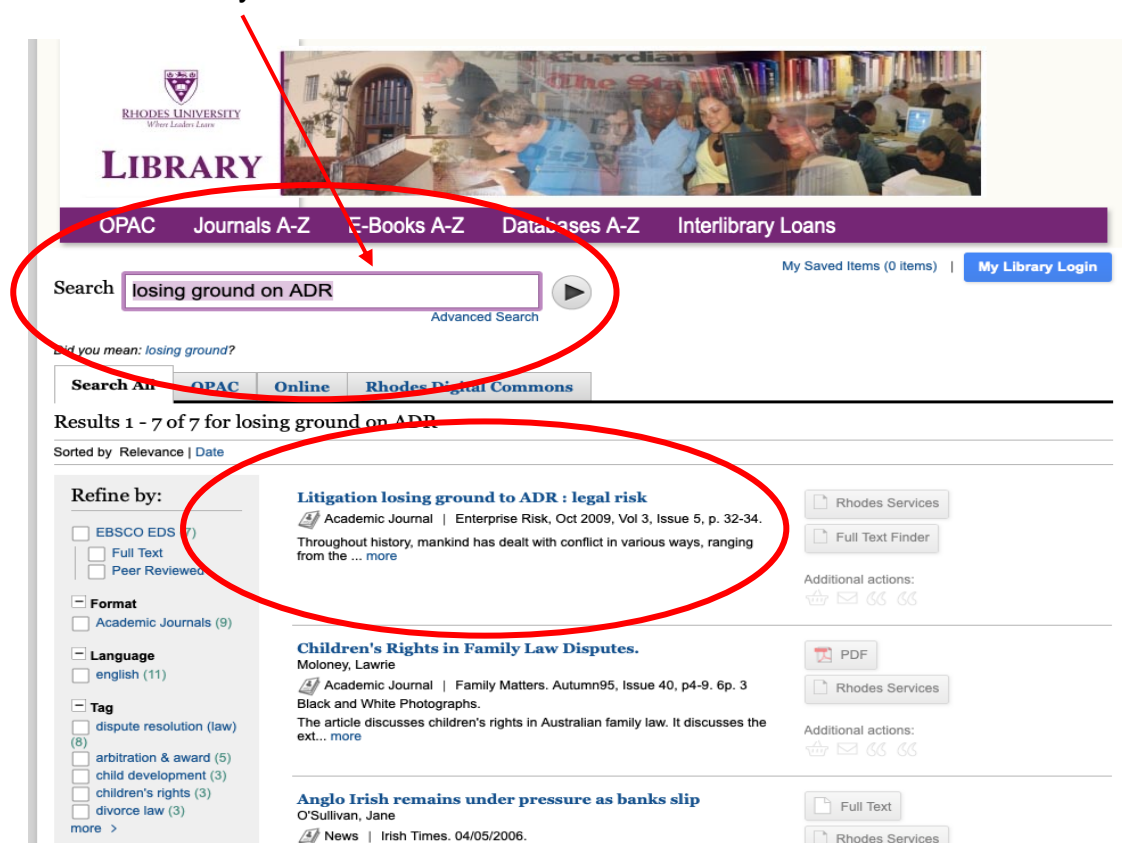 RHODES UNIVERSITY
Where Leaders Learn
LIBRARY
OPAC Journals A-Z E-Books A-Z Databases A-Z Interlibrary Loans
My Saved Items (0 items) | My Library Login
Search losing ground on ADR
Advanced Search
Did you mean: losing ground?
Search All OPAC Online Rhodes Digital Commons
Results 1 - 7 of 7 for losing ground on ADR
Sorted by Relevance | Date
Refine by:
EBSCO EDS (7)
Full Text
Peer Reviewed
Format
Academic Journals (9)
Language
english (11)
Tag
dispute resolution (law)
(8)
arbitration & award (5)
child development (3)
children's rights (3)
divorce law (3)
more >
Litigation losing ground to ADR : legal risk
Academic Journal | Enterprise Risk, Oct 2009, Vol 3, Issue 5, p. 32-34.
Throughout history, mankind has dealt with conflict in various ways, ranging
from the ... more
Rhodes Services
Full Text Finder
Additional actions:
Children's Rights in Family Law Disputes.
Moloney, Lawrie
Academic Journal | Family Matters. Autumn95, Issue 40, p4-9. 6p. 3
Black and White Photographs.
The article discusses children's rights in Australian family law. It discusses the
ext... more
PDF
Rhodes Services
Additional actions:
Anglo Irish remains under pressure as banks slip
O'Sullivan, Jane
News | Irish Times. 04/05/2006.
Full Text
Rhodes Services